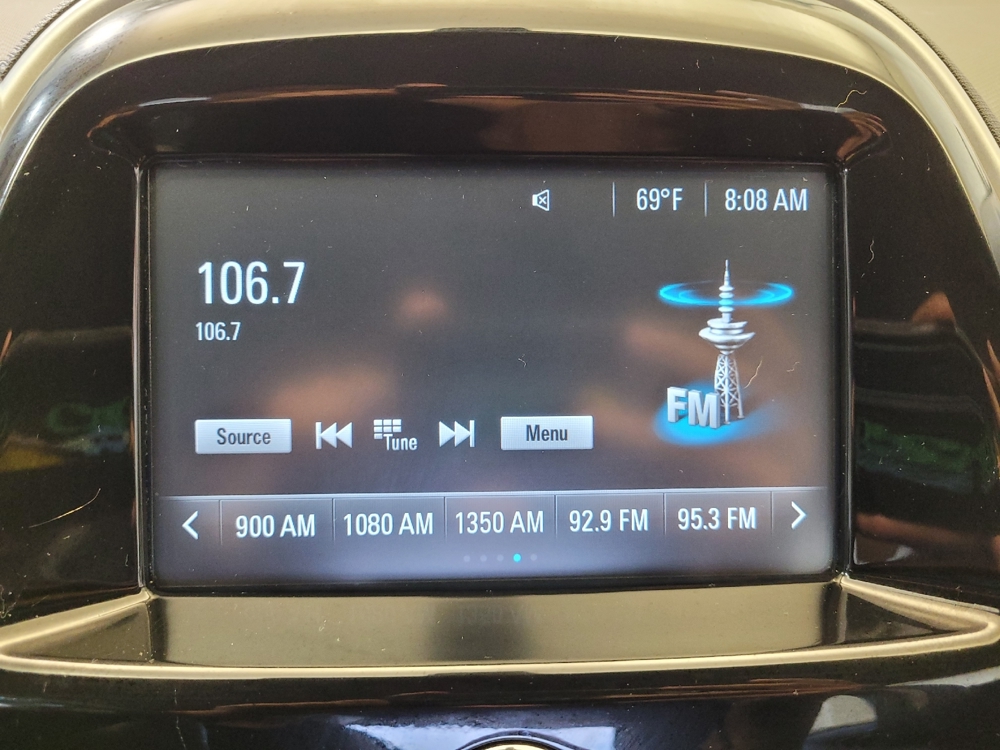 69°F 8:08 AM
106.7
106.7
FM
Source Tune Menu
900 AM 1080 AM 1350 AM 92.9 FM 95.3 FM